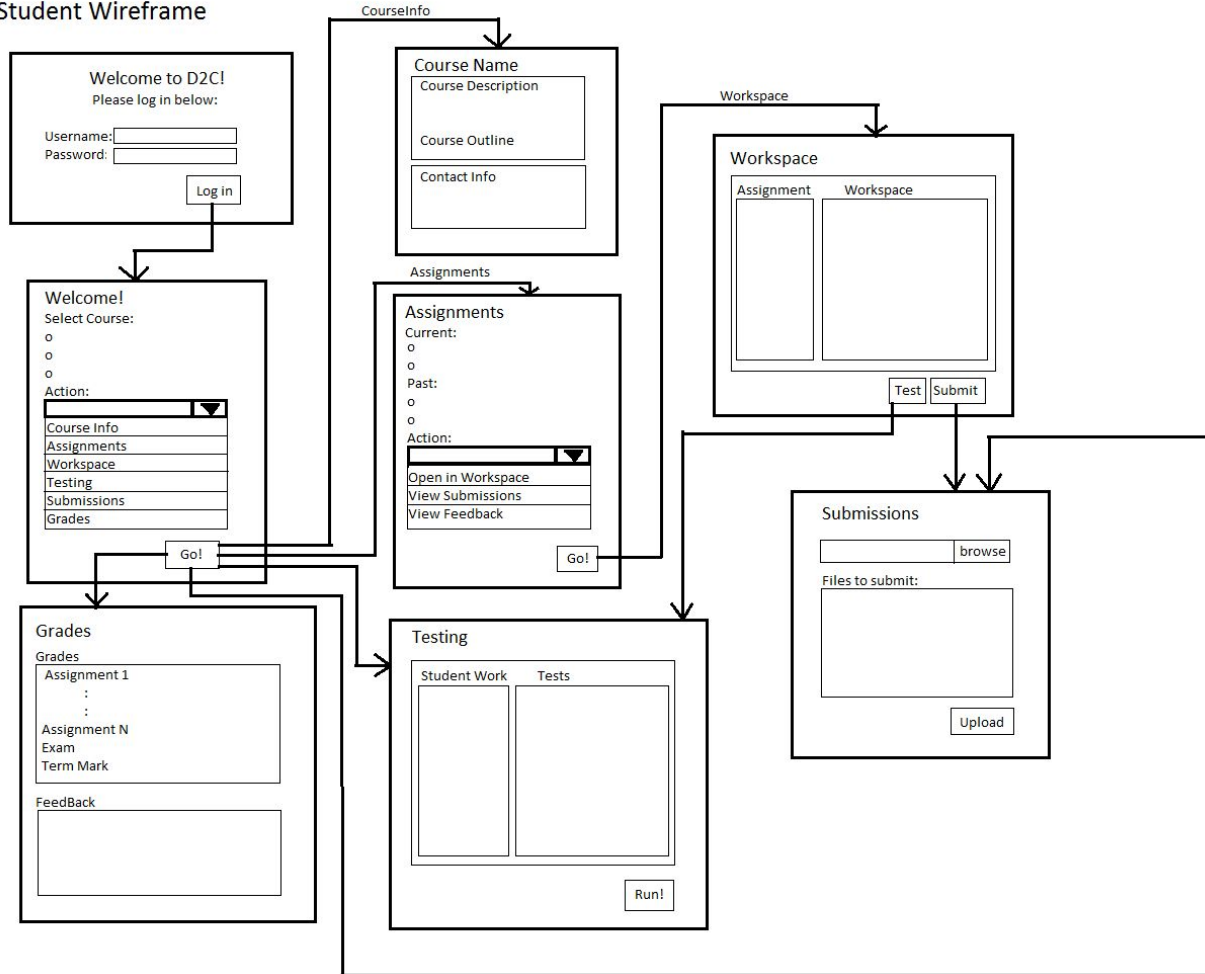 Student Wireframe
Welcome to D2C!
Please log in below:
Username:
Password:
Log in
CourseInfo
Course Name
Course Description
Course Outline
Contact Info
Workspace
Workspace
Assignment Workspace
Test Submit
Welcome!
Select Course:
o
o
o
Action:
Course Info
Assignments
Workspace
Testing
Submissions
Grades
Go!
Assignments
Assignments
Current:
o
o
Past:
o
o
Action:
Open in Workspace
View Submissions
View Feedback
Go!
Submissions
browse
Files to submit:
Upload
Grades
Grades
Assignment 1
:
:
Assignment N
Exam
Term Mark
FeedBack
Testing
Student Work Tests
Run!